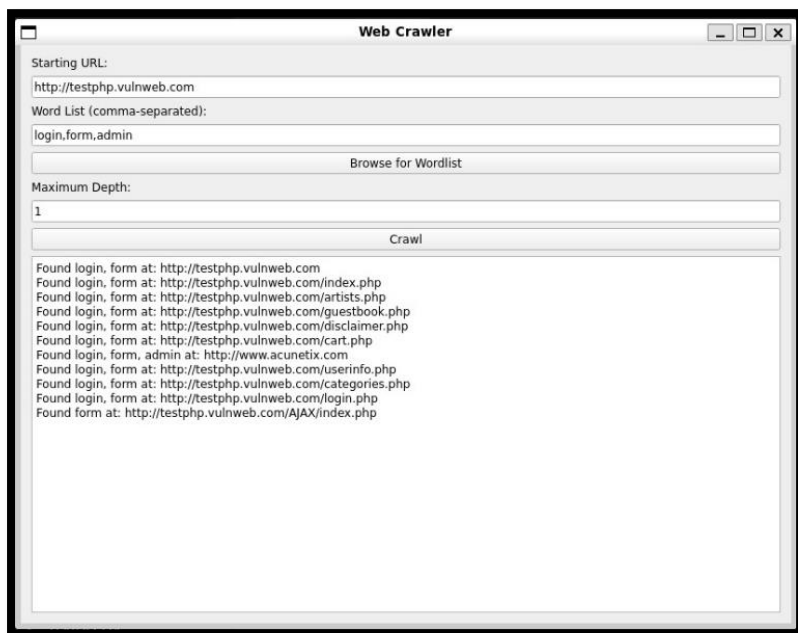 Web Crawler
Starting URL:
http://testphp.vulnweb.com
Word List (comma-separated):
login,form,admin
Browse for Wordlist
Maximum Depth:
1
Crawl
Found login, form at: http://testphp.vulnweb.com
Found login, form at: http://testphp.vulnweb.com/index.php
Found login, form at: http://testphp.vulnweb.com/artists.php
Found login, form at: http://testphp.vulnweb.com/guestbook.php
Found login, form at: http://testphp.vulnweb.com/disclaimer.php
Found login, form at: http://testphp.vulnweb.com/cart.php
Found login, form, admin at: http://www.acunetix.com
Found login, form at: http://testphp.vulnweb.com/userinfo.php
Found login, form at: http://testphp.vulnweb.com/categories.php
Found login, form at: http://testphp.vulnweb.com/login.php
Found form at: http://testphp.vulnweb.com/AJAX/index.php